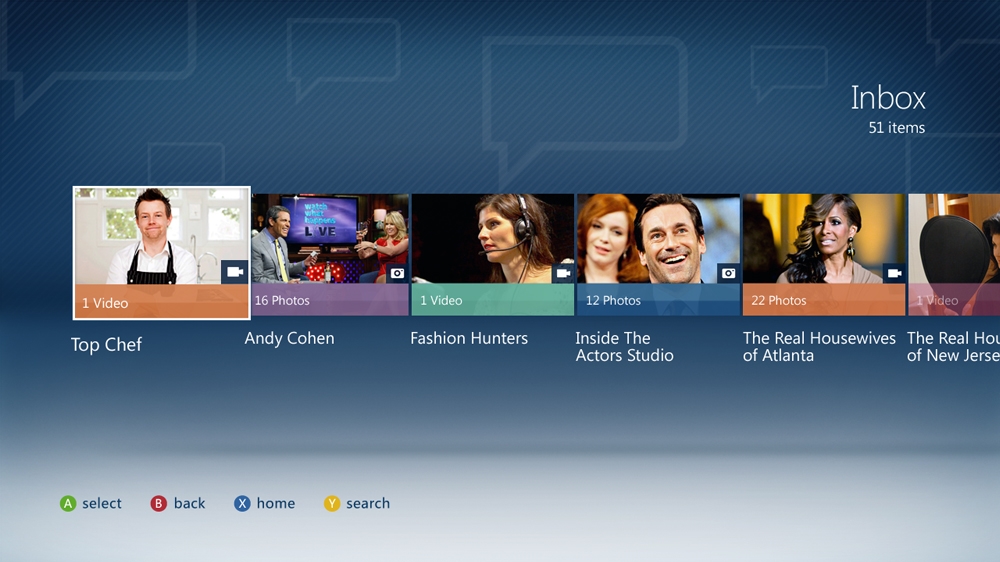 Inbox
51 items
watch
what
happens
LIVE
1 Video
16 Photos
1 Video
12 Photos
22 Photos
1 Video
Top Chef
Andy Cohen
Fashion Hunters
Inside The
Actors Studio
The Real Housewives
of Atlanta
The Real Hou
of New Jerse
A select
B back
X home
Y search